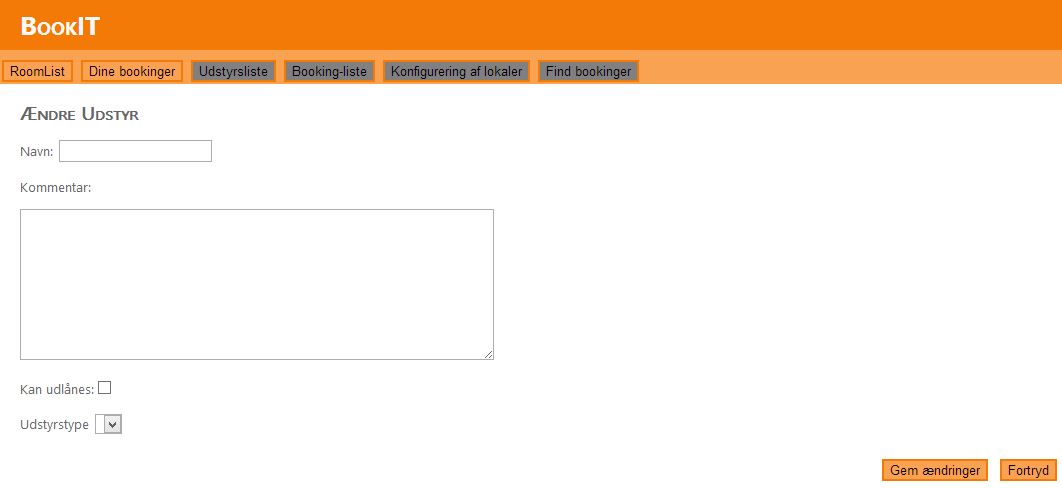 BookIT
RoomList Dine bookinger Udstyrsliste Booking-liste Konfigurering af lokaler Find bookinger
Ændre Udstyr
Navn:
Kommentar:
Kan udlånes:
Udstyrstype
Gem ændringer Fortryd